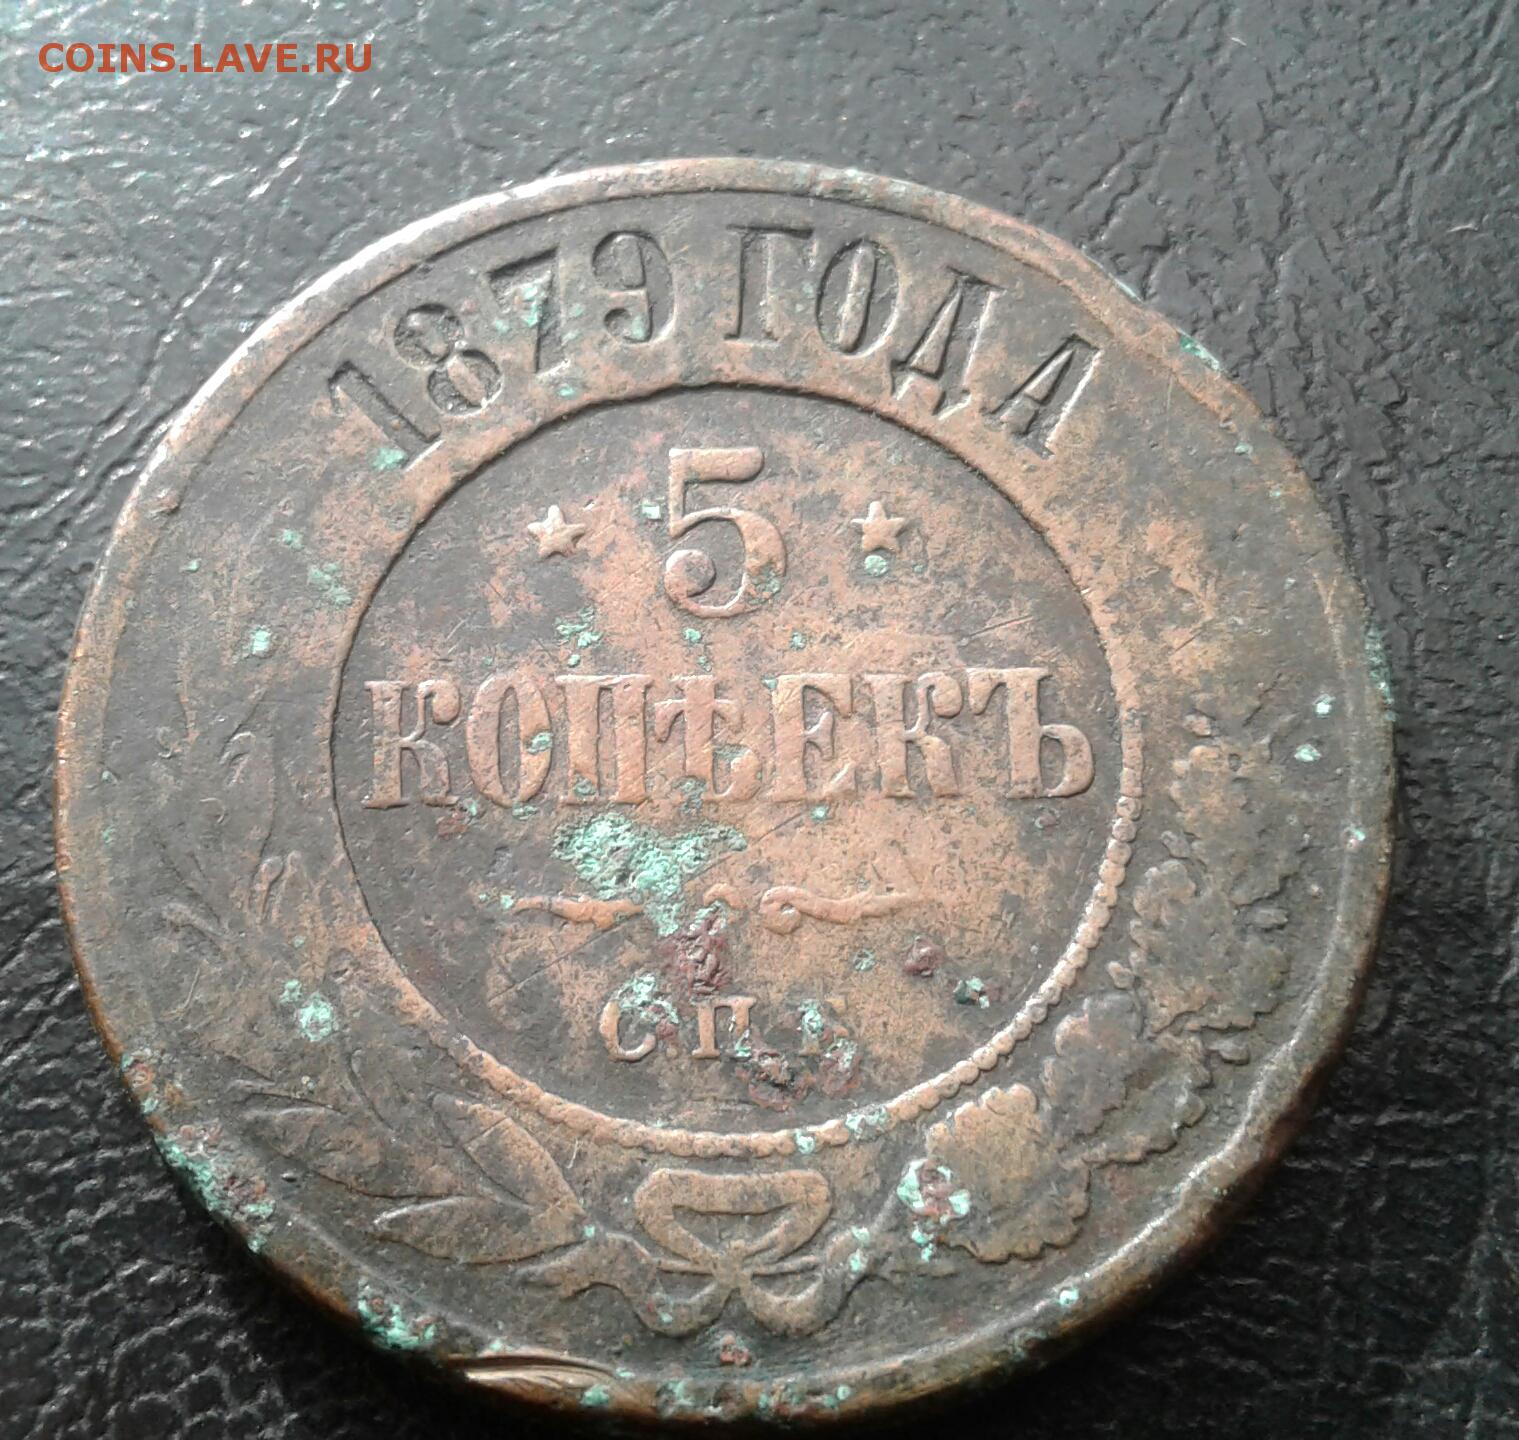 COINS.LAVE.RU
1879 ГОДА
5
КОПѢЕКЪ
С.П.